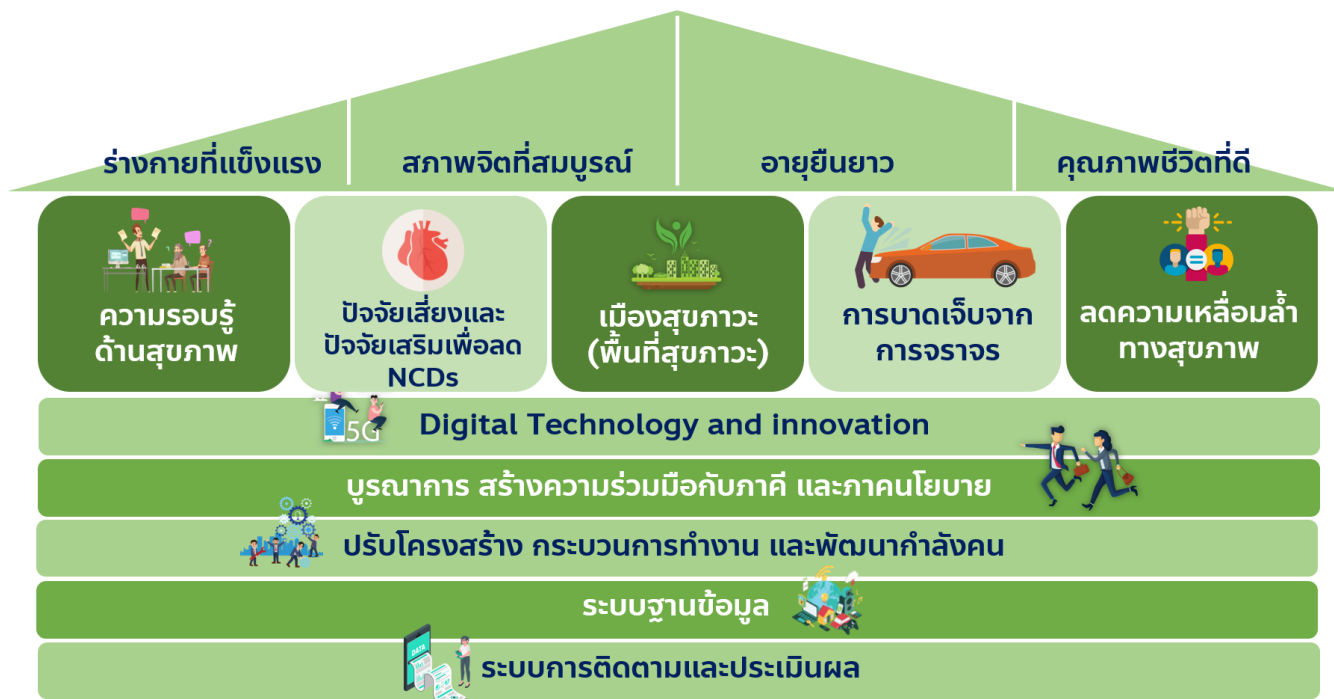 ร่างกายที่แข็งแรง
สภาพจิตที่สมบูรณ์
อายุยืนยาว
คุณภาพชีวิตที่ดี
ความรอบรู้
ด้านสุขภาพ
ปัจจัยเสี่ยงและ
ปัจจัยเสริมเพื่อลด
NCDs
เมืองสุขภาวะ
(พื้นที่สุขภาวะ)
การบาดเจ็บจาก
การจราจร
ลดความเหลื่อมล้ำ
ทางสุขภาพ
5G
Digital Technology and innovation
บูรณาการ สร้างความร่วมมือกับภาคี และภาคนโยบาย
ปรับโครงสร้าง กระบวนการทำงาน และพัฒนากำลังคน
ระบบฐานข้อมูล
DATA
ระบบการติดตามและประเมินผล